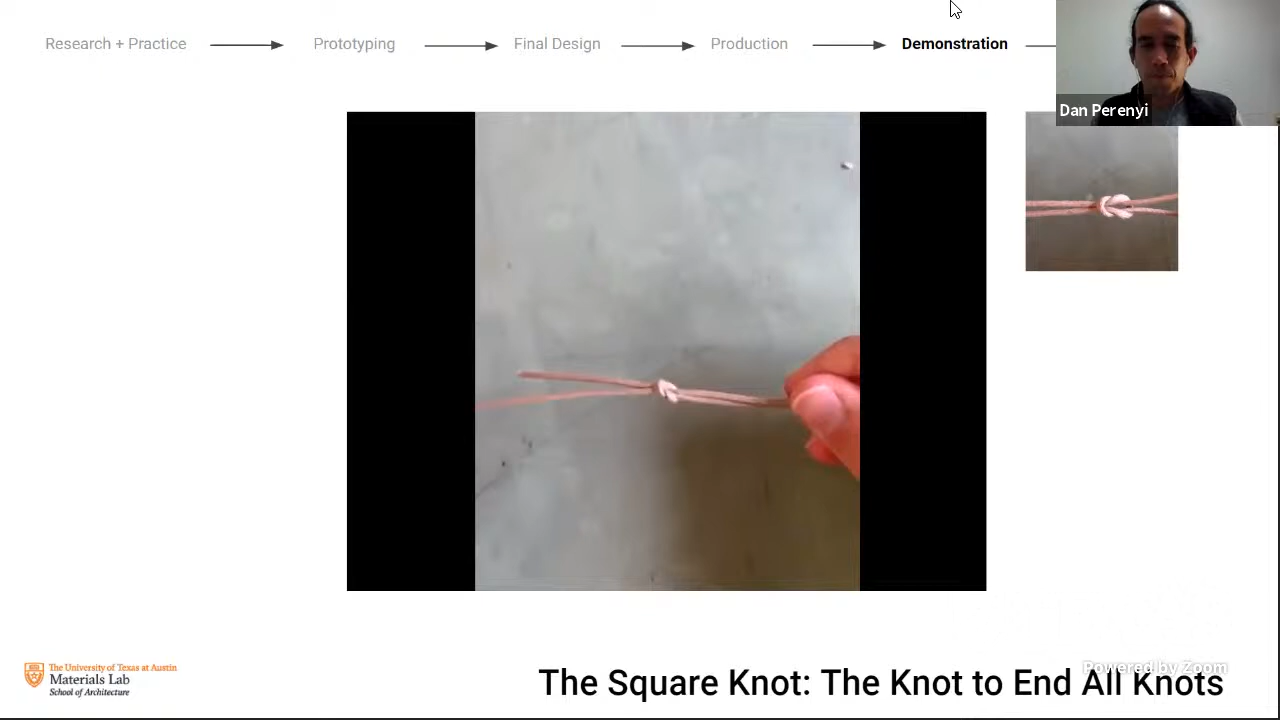 Research + Practice Prototyping Final Design Production Demonstration
Dan Perenyi
The University of Texas at Austin
Materials Lab
School of Architecture
Powered by Zoom
The Square Knot: The Knot to End All Knots